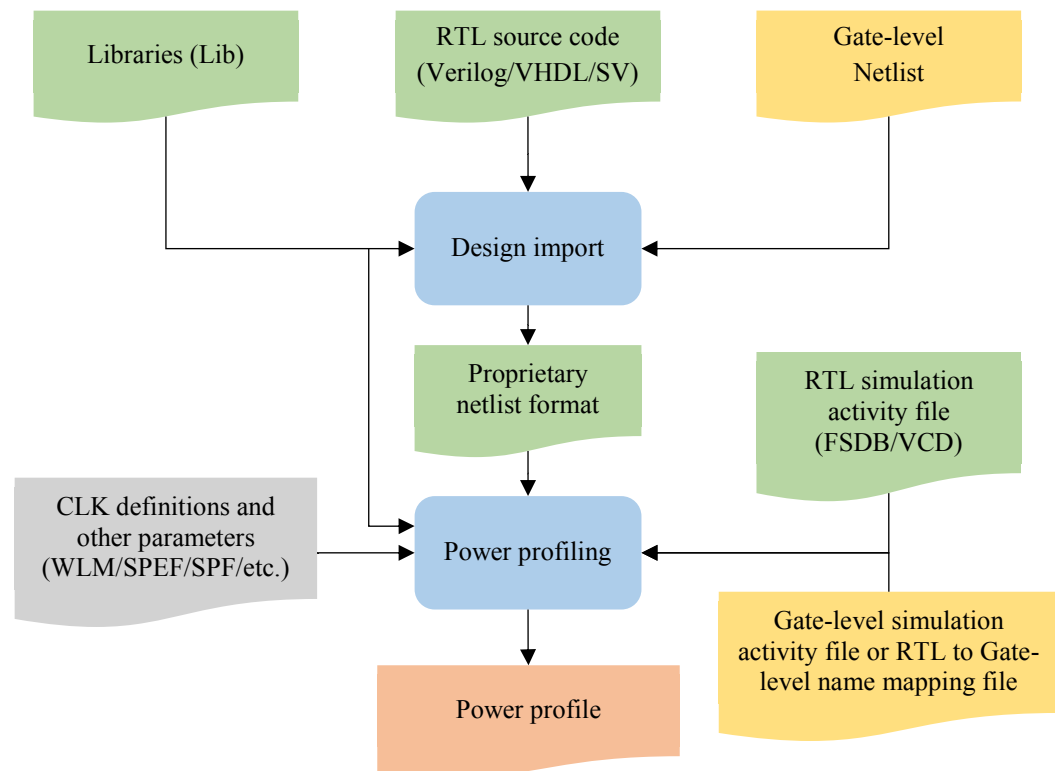 Libraries (Lib)
RTL source code
(Verilog/VHDL/SV)
Gate-level
Netlist
Design import
Proprietary
netlist format
RTL simulation
activity file
(FSDB/VCD)
CLK definitions and
other parameters
(WLM/SPEF/SPF/etc.)
Power profiling
Gate-level simulation
activity file or RTL to Gate-
level name mapping file
Power profile